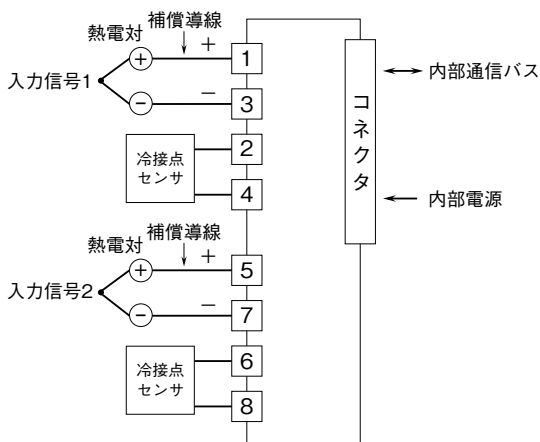 補償導線
熱電対
+
+
1
入力信号1
−
−
3
冷接点
センサ
2
4
補償導線
熱電対
+
+
5
入力信号2
−
−
7
冷接点
センサ
6
8
コネクタ
内部通信バス
内部電源